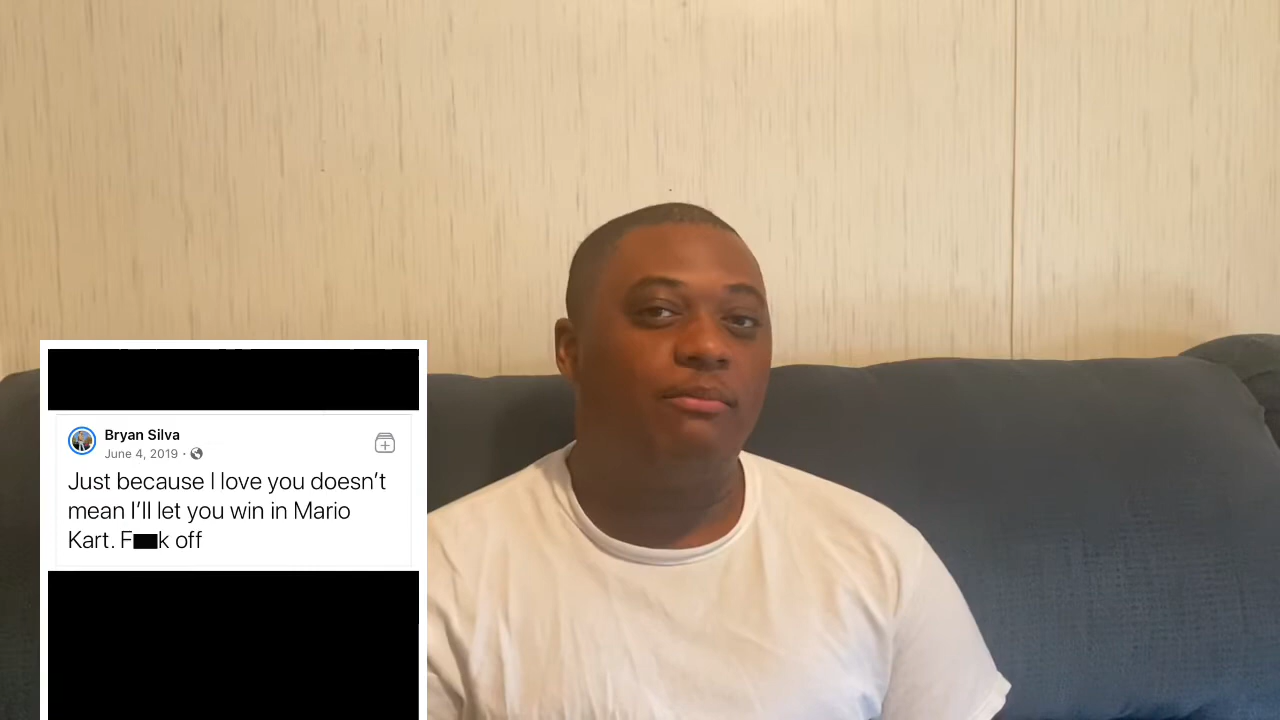 Bryan Silva
June 4, 2019 ·
Just because I love you doesn't
mean I'll let you win in Mario
Kart. F██k off